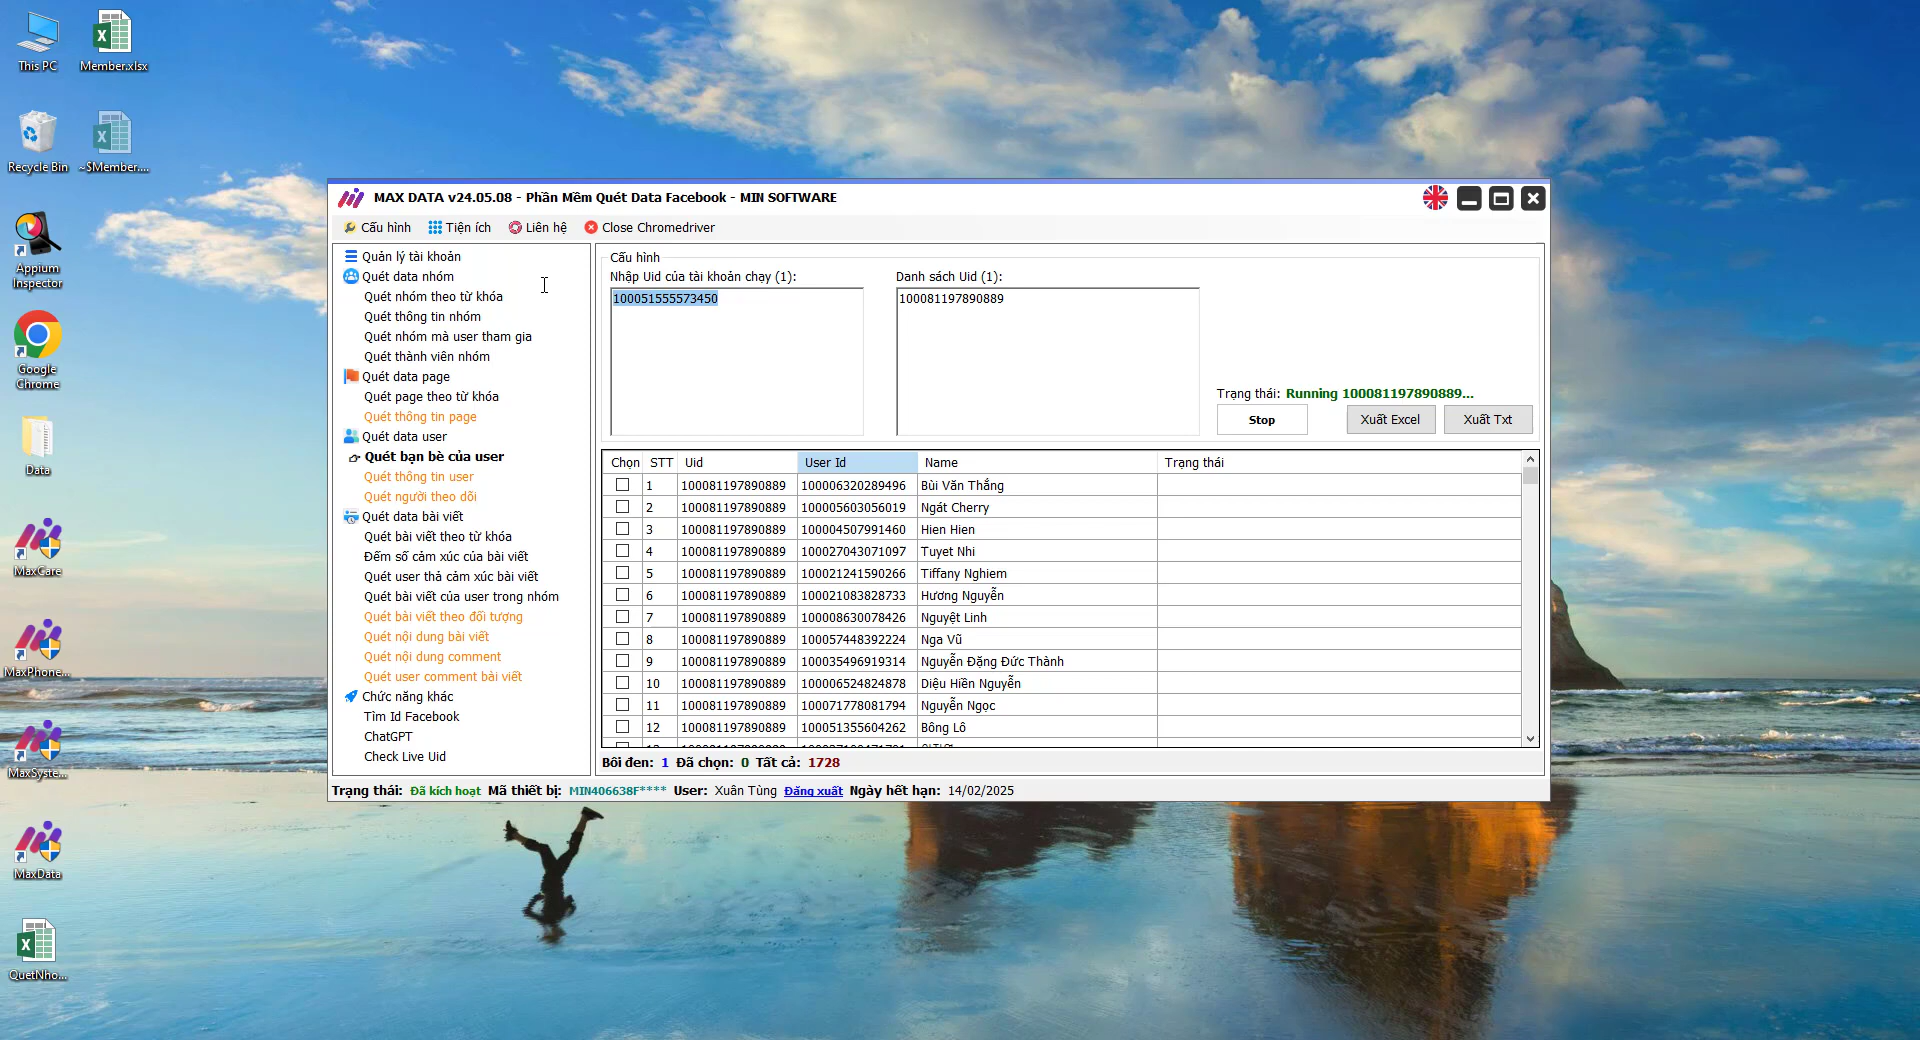 This PC
Member.xlsx
Recycle Bin
~$Member....
Appium
Inspector
Google
Chrome
Data
MaxCare
MaxPhone...
MaxSyste...
MaxData
QuetNho...
MAX DATA v24.05.08 - Phần Mềm Quét Data Facebook - MIN SOFTWARE
Cấu hình
Tiện ích
Liên hệ
Close Chromedriver
Quản lý tài khoản
Quét data nhóm
Quét nhóm theo từ khóa
Quét thông tin nhóm
Quét nhóm mà user tham gia
Quét thành viên nhóm
Quét data page
Quét page theo từ khóa
Quét thông tin page
Quét data user
Quét bạn bè của user
Quét thông tin user
Quét người theo dõi
Quét data bài viết
Quét bài viết theo từ khóa
Đếm số cảm xúc của bài viết
Quét user thả cảm xúc bài viết
Quét bài viết của user trong nhóm
Quét bài viết theo đối tượng
Quét nội dung bài viết
Quét nội dung comment
Quét user comment bài viết
Chức năng khác
Tìm Id Facebook
ChatGPT
Check Live Uid
Cấu hình
Nhập Uid của tài khoản chạy (1):
100051555573450
Danh sách Uid (1):
100081197890889
Trạng thái: Running 100081197890889...
Stop
Xuất Excel
Xuất Txt
Chọn STT Uid User Id Name Trạng thái
1 100081197890889 100006320289496 Bùi Văn Thắng
2 100081197890889 100005603056019 Ngát Cherry
3 100081197890889 100004507991460 Hien Hien
4 100081197890889 100027043071097 Tuyet Nhi
5 100081197890889 100021241590266 Tiffany Nghiem
6 100081197890889 100021083828733 Hương Nguyễn
7 100081197890889 100008630078426 Nguyệt Linh
8 100081197890889 100057448392224 Nga Vũ
9 100081197890889 100035496919314 Nguyễn Đặng Đức Thành
10 100081197890889 100006524824878 Diệu Hiền Nguyễn
11 100081197890889 100071778081794 Nguyễn Ngọc
12 100081197890889 100051355604262 Bông Lô
Bôi đen: 1 Đã chọn: 0 Tất cả: 1728
Trạng thái: Đã kích hoạt Mã thiết bị: MIN406638F**** User: Xuân Tùng Đăng xuất Ngày hết hạn: 14/02/2025